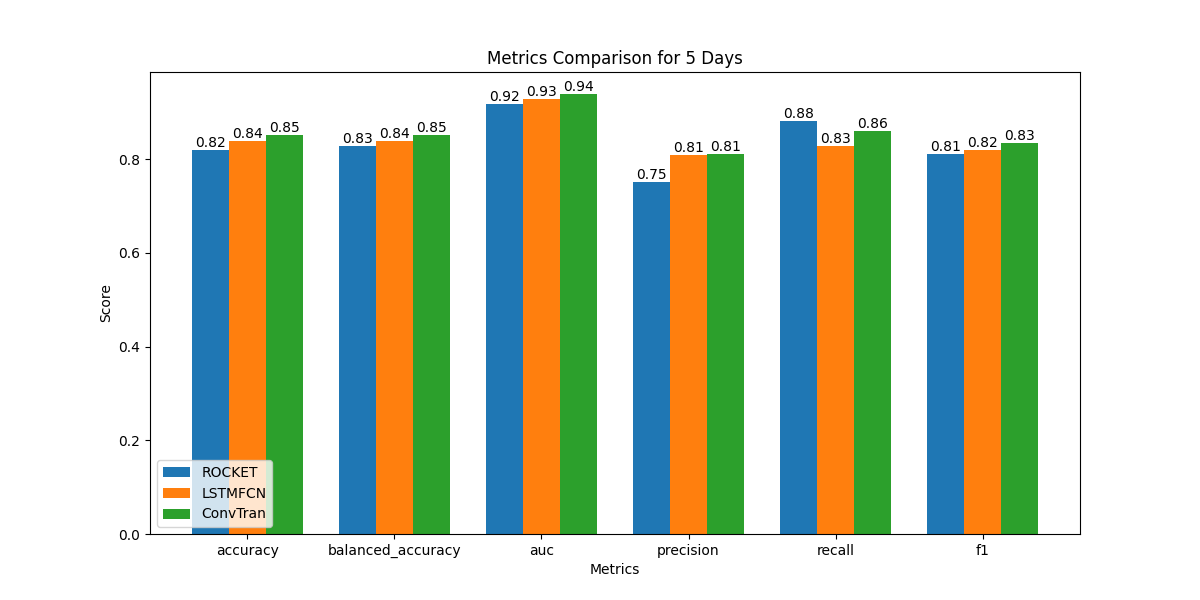 Metrics Comparison for 5 Days
Score
0.8
0.6
0.4
0.2
0.0
0.82 0.84 0.85
0.83 0.84 0.85
0.92 0.93 0.94
0.75 0.81 0.81
0.88 0.83 0.86
0.81 0.82 0.83
ROCKET
LSTMFCN
ConvTran
accuracy balanced_accuracy auc precision recall f1
Metrics